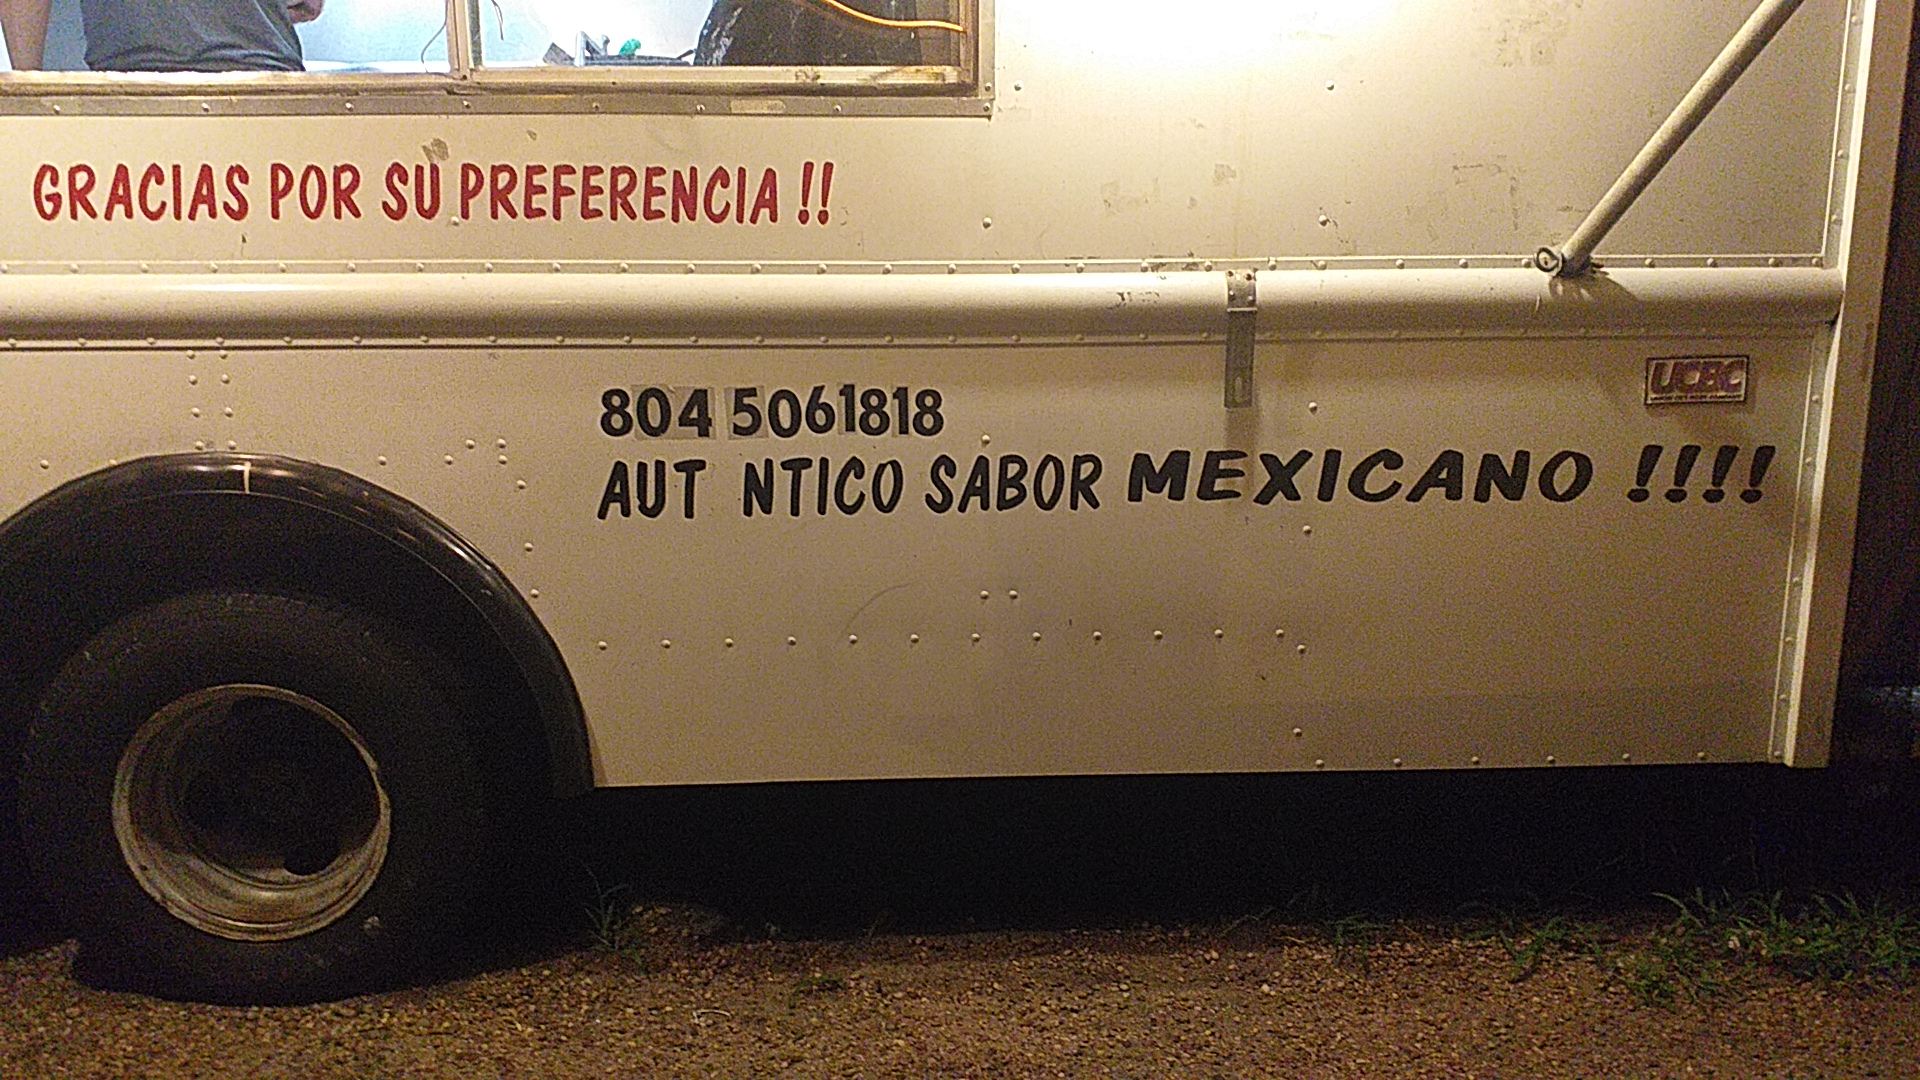 GRACIAS POR SU PREFERENCIA !!
804 5061818
UCBC
AUT NTICO SABOR MEXICANO !!!!